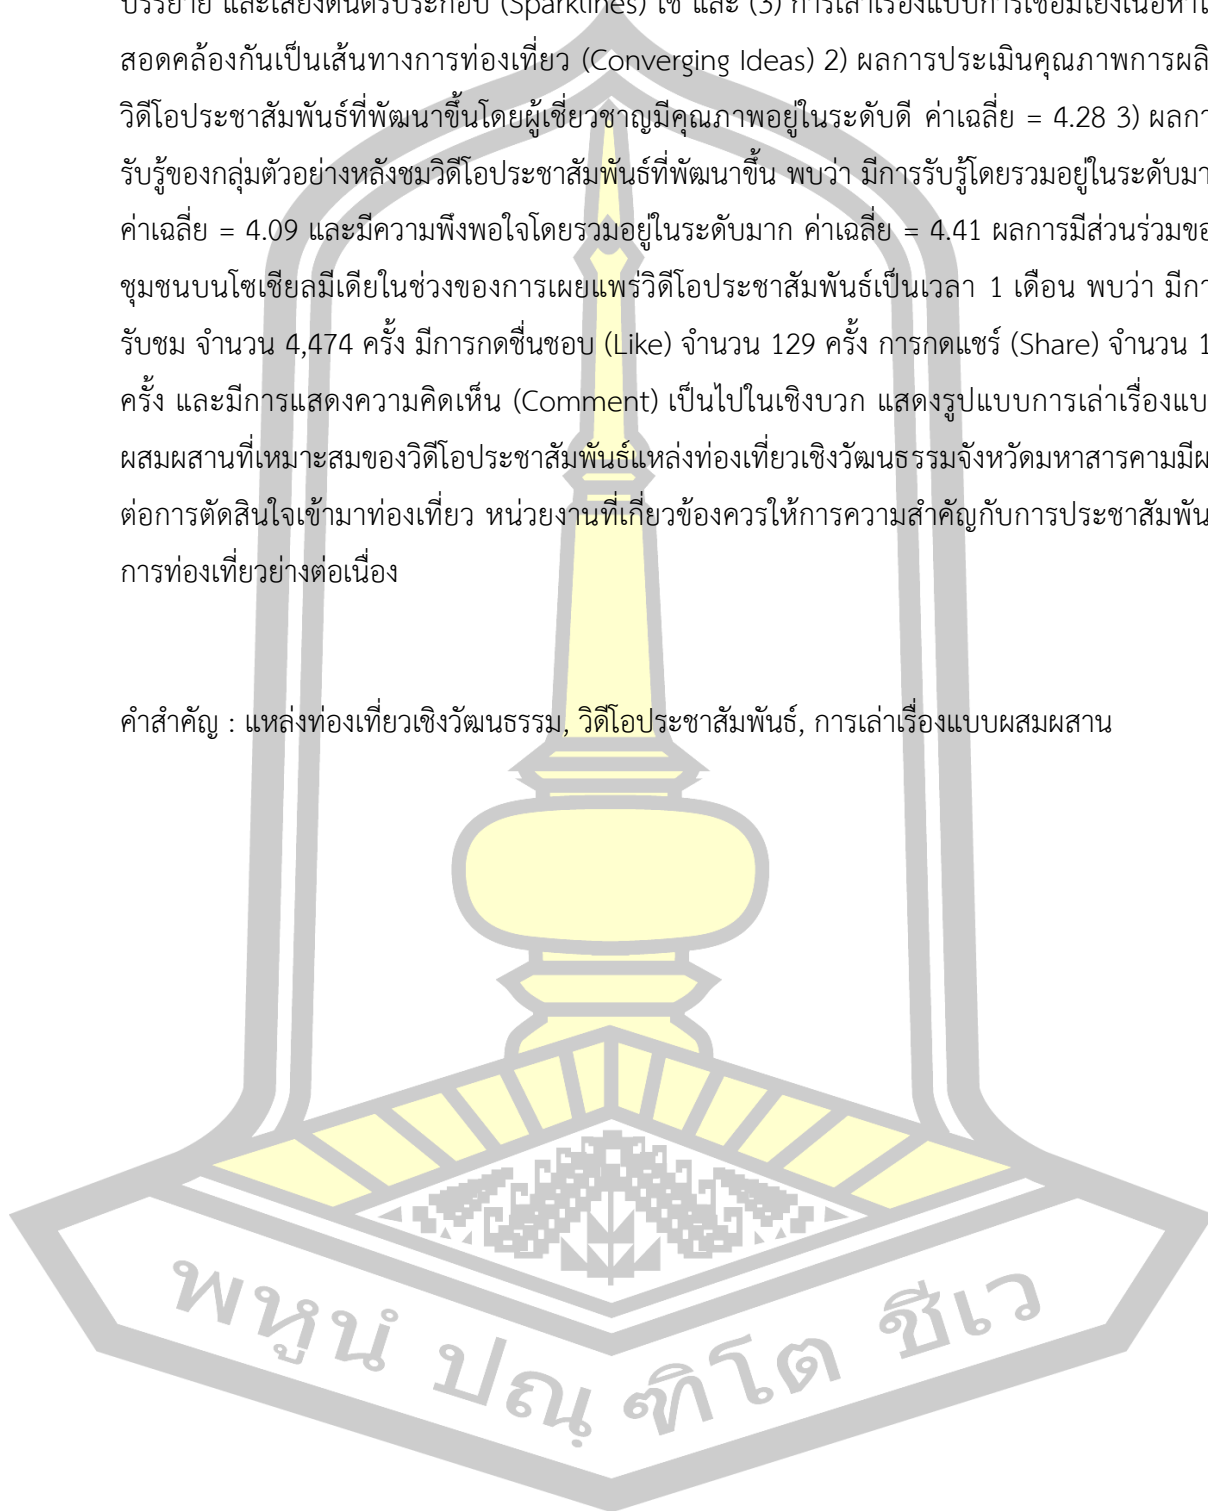 บรรยาย และเสียงดนตรีประกอบ (Sparklines) ใช้ และ (3) การเล่าเรื่องแบบการเชื่อมโยงเนื้อหา
สอดคล้องกันเป็นเส้นทางการท่องเที่ยว (Converging Ideas) 2) ผลการประเมินคุณภาพการผลิ
วิดีโอประชาสัมพันธ์ที่พัฒนาขึ้นโดยผู้เชี่ยวชาญมีคุณภาพอยู่ในระดับดี ค่าเฉลี่ย = 4.28 3) ผลกา
รับรู้ของกลุ่มตัวอย่างหลังชมวิดีโอประชาสัมพันธ์ที่พัฒนาขึ้น พบว่า มีการรับรู้โดยรวมอยู่ในระดับมา
ค่าเฉลี่ย = 4.09 และมีความพึงพอใจโดยรวมอยู่ในระดับมาก ค่าเฉลี่ย = 4.41 ผลการมีส่วนร่วมขอ
ชุมชนบนโซเชียลมีเดียในช่วงของการเผยแพร่วิดีโอประชาสัมพันธ์เป็นเวลา 1 เดือน พบว่า มีกา
รับชม จำนวน 4,474 ครั้ง มีการกดชื่นชอบ (Like) จำนวน 129 ครั้ง การกดแชร์ (Share) จำนวน 1
ครั้ง และมีการแสดงความคิดเห็น (Comment) เป็นไปในเชิงบวก แสดงรูปแบบการเล่าเรื่องแบ
ผสมผสานที่เหมาะสมของวิดีโอประชาสัมพันธ์แหล่งท่องเที่ยวเชิงวัฒนธรรมจังหวัดมหาสารคามมีผ
ต่อการตัดสินใจเข้ามาท่องเที่ยว หน่วยงานที่เกี่ยวข้องควรให้การความสำคัญกับการประชาสัมพัน
การท่องเที่ยวย่างต่อเนื่อง
คำสำคัญ : แหล่งท่องเที่ยวเชิงวัฒนธรรม, วิดีโอประชาสัมพันธ์, การเล่าเรื่องแบบผสมผสาน
พหูนํ ปณฺ ฑิโต ชีเว